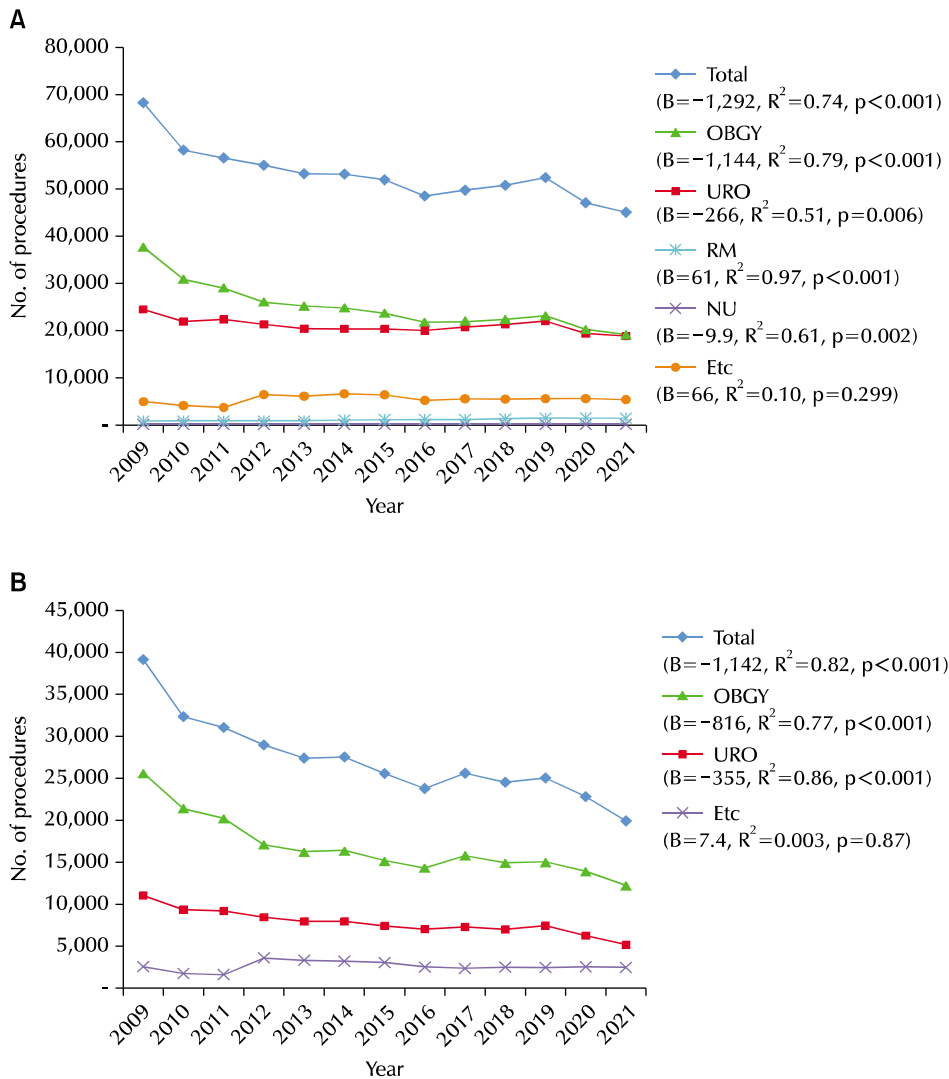 A
80,000
70,000
60,000
50,000
40,000
30,000
20,000
10,000
-
No. of procedures
2009 2010 2011 2012 2013 2014 2015 2016 2017 2018 2019 2020 2021
Year
Total
(B=−1,292, R²=0.74, p<0.001)
OBGY
(B=−1,144, R²=0.79, p<0.001)
URO
(B=−266, R²=0.51, p=0.006)
RM
(B=61, R²=0.97, p<0.001)
NU
(B=−9.9, R²=0.61, p=0.002)
Etc
(B=66, R²=0.10, p=0.299)
B
45,000
40,000
35,000
30,000
25,000
20,000
15,000
10,000
5,000
-
No. of procedures
2009 2010 2011 2012 2013 2014 2015 2016 2017 2018 2019 2020 2021
Year
Total
(B=−1,142, R²=0.82, p<0.001)
OBGY
(B=−816, R²=0.77, p<0.001)
URO
(B=−355, R²=0.86, p<0.001)
Etc
(B=7.4, R²=0.003, p=0.87)